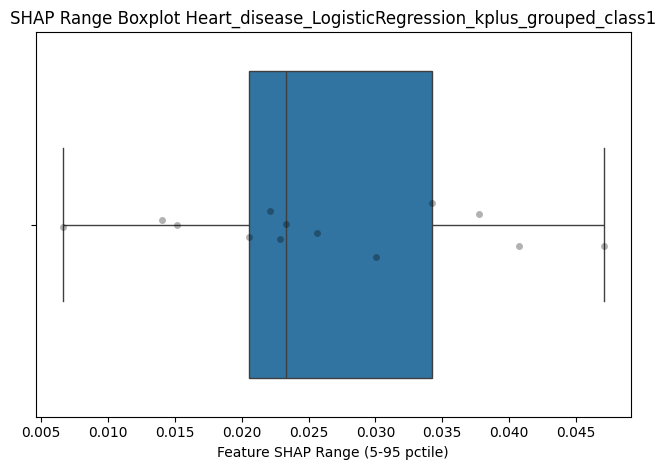 SHAP Range Boxplot Heart_disease_LogisticRegression_kplus_grouped_class1
0.005 0.010 0.015 0.020 0.025 0.030 0.035 0.040 0.045
Feature SHAP Range (5-95 pctile)